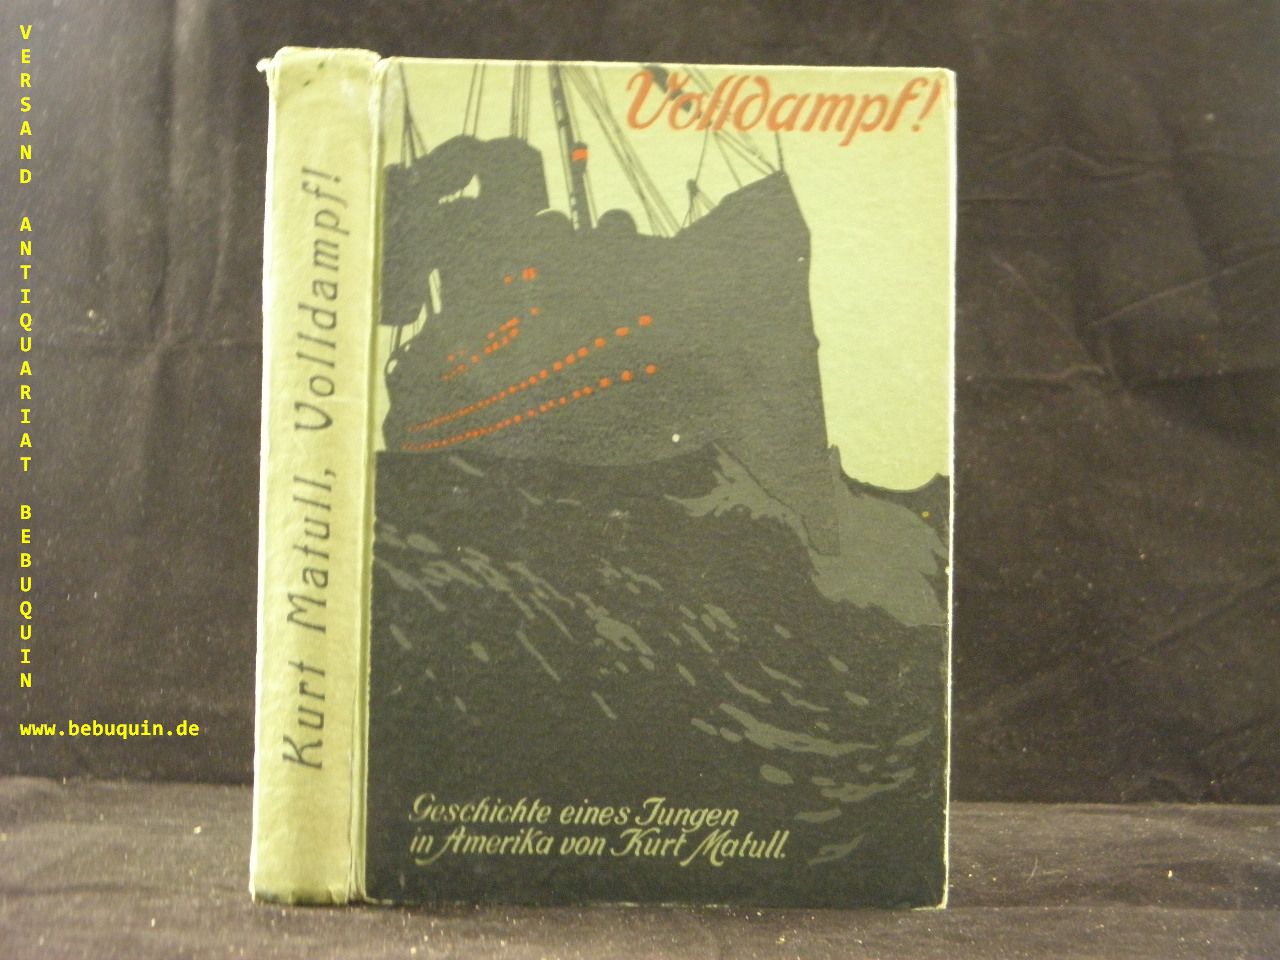 VERSAND ANTIQUARIAT BEBUQUIN
www.bebuquin.de
Kurt Matull, Volldampf!
Volldampf!
Geschichte eines Jungen
in Amerika von Kurt Matull.